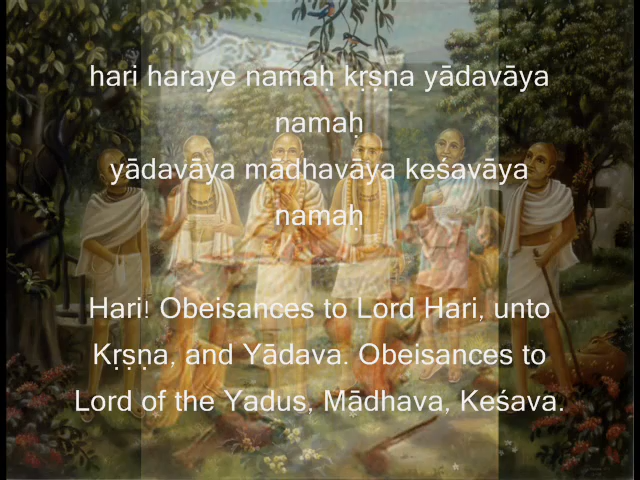 hari haraye namaḥ kṛṣṇa yādavāya
namaḥ
yādavāya mādhavāya keśavāya
namaḥ
Hari! Obeisances to Lord Hari, unto
Kṛṣṇa, and Yādava. Obeisances to
Lord of the Yadus, Mādhava, Keśava.